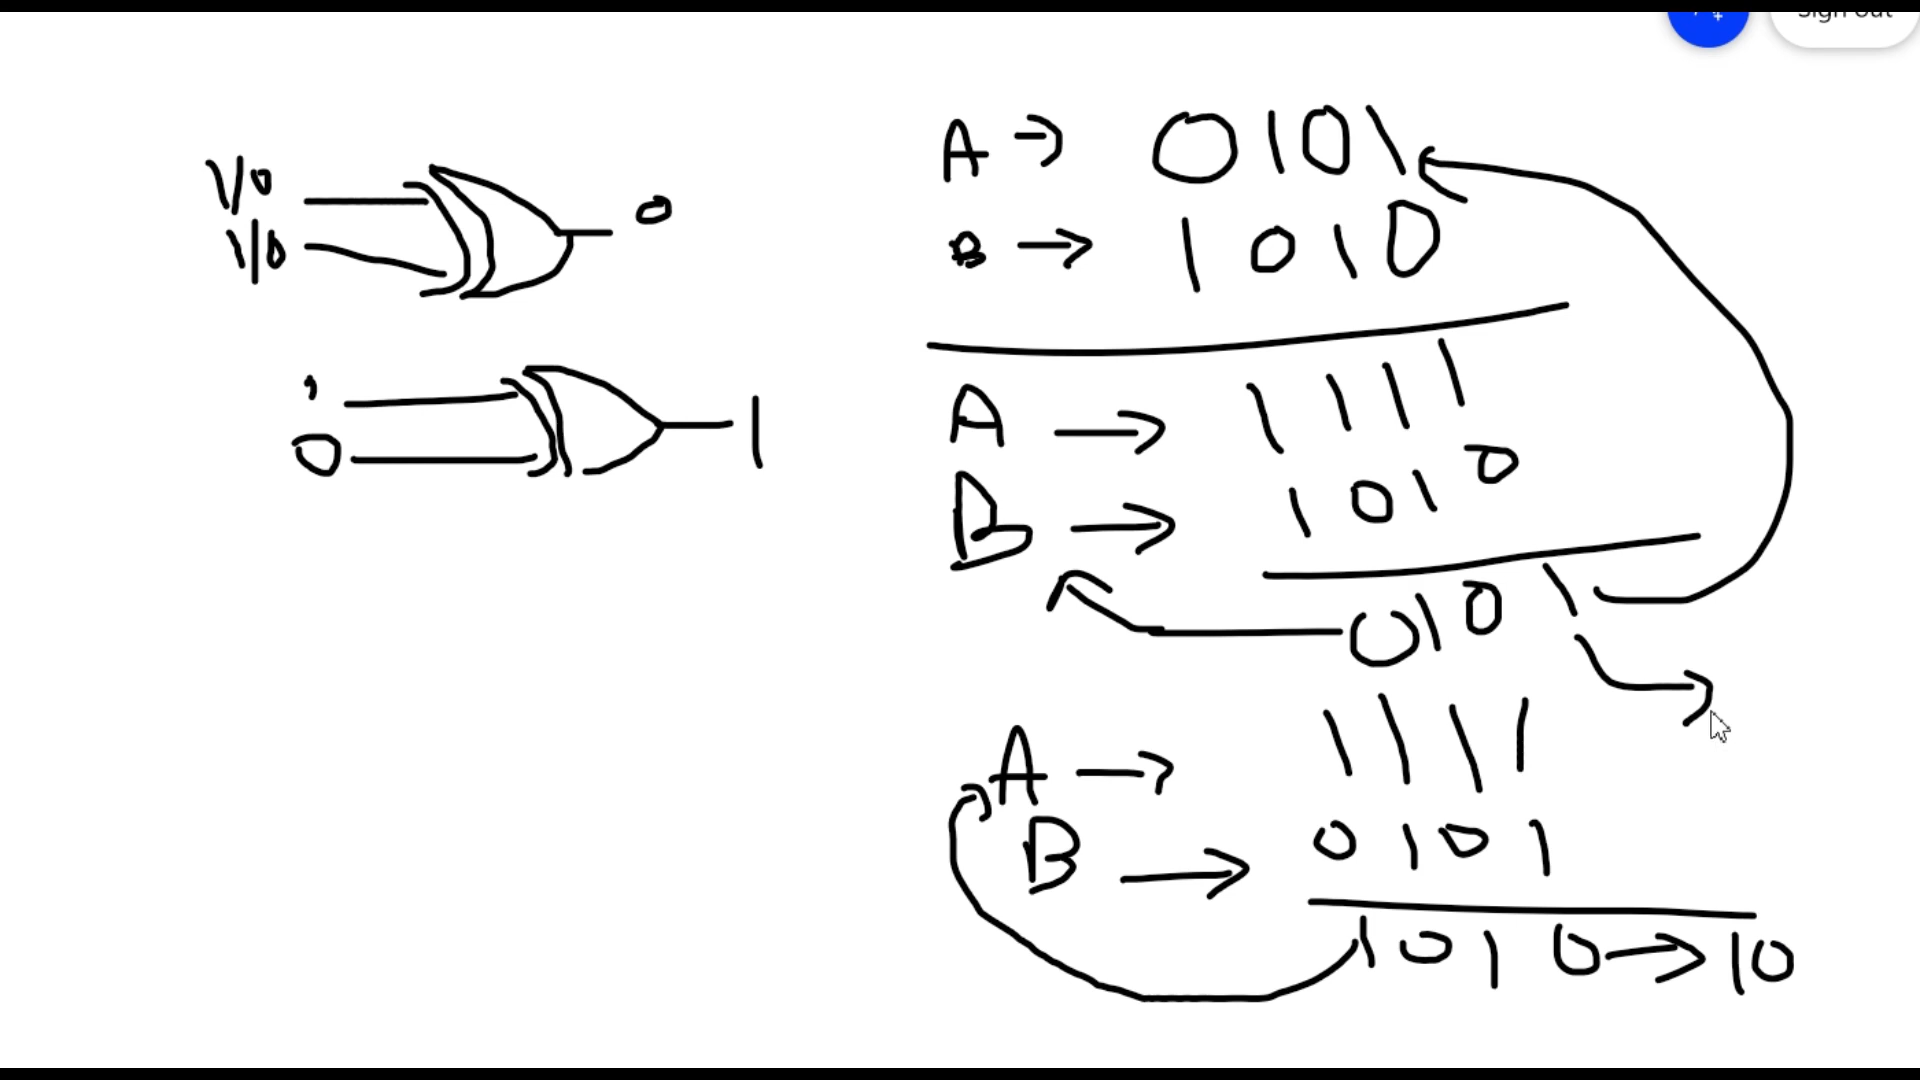 Sign out
1/0
1/0
0
1
0
1
A → 0101
B → 1010
A → 1111
B → 1010
0101
A → 1111
B → 0101
1010 → 10